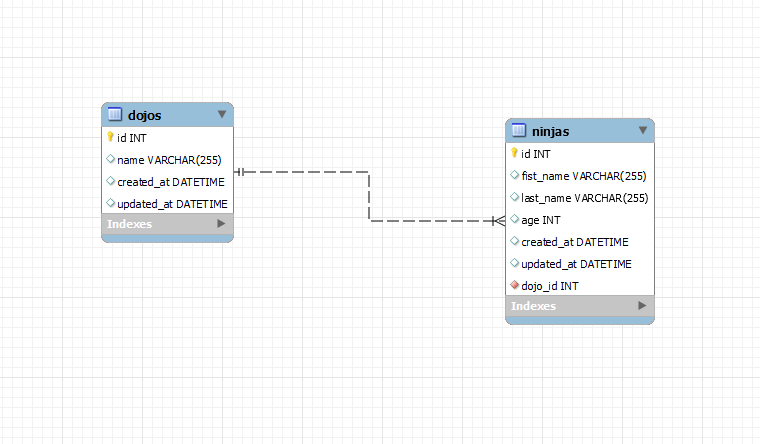 dojos
id INT
name VARCHAR(255)
created_at DATETIME
updated_at DATETIME
Indexes
ninjas
id INT
fist_name VARCHAR(255)
last_name VARCHAR(255)
age INT
created_at DATETIME
updated_at DATETIME
dojo_id INT
Indexes